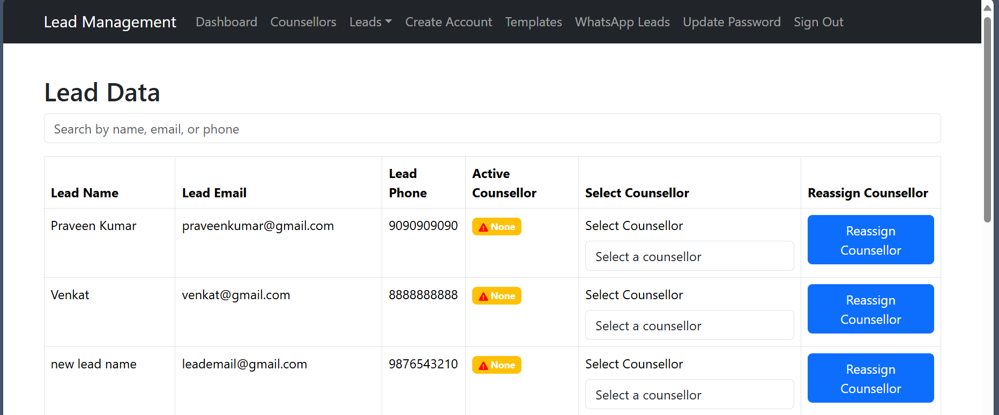 Lead Management Dashboard Counsellors Leads Create Account Templates WhatsApp Leads Update Password Sign Out
Lead Data
Search by name, email, or phone
Lead Name Lead Email Lead Phone Active Counsellor Select Counsellor Reassign Counsellor
Praveen Kumar praveenkumar@gmail.com 9090909090 None Select Counsellor
Select a counsellor
Reassign
Counsellor
Venkat venkat@gmail.com 8888888888 None Select Counsellor
Select a counsellor
Reassign
Counsellor
new lead name leademail@gmail.com 9876543210 None Select Counsellor
Select a counsellor
Reassign
Counsellor